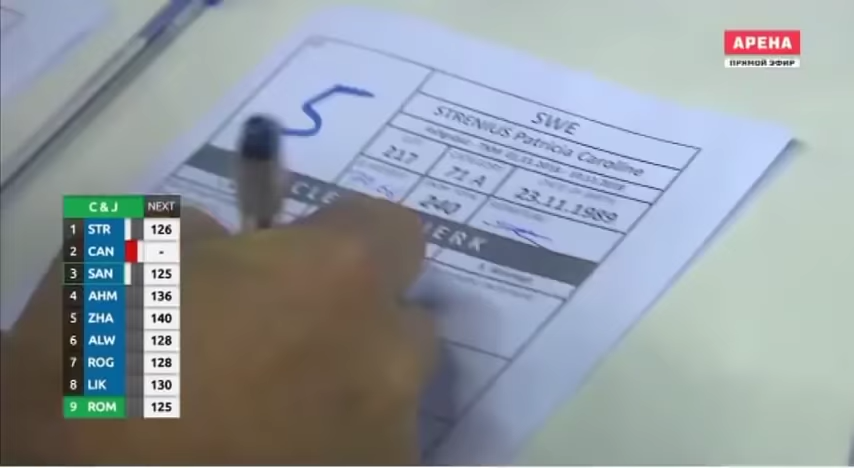 АРЕНА
ПРЯМОЙ ЭФИР
5
SWE
STRENIUS Patricia Caroline
217
71 A
23.11.1989
240
CLE
ERK
C & J NEXT
1 STR 126
2 CAN -
3 SAN 125
4 AHM 136
5 ZHA 140
6 ALW 128
7 ROG 128
8 LIK 130
9 ROM 125